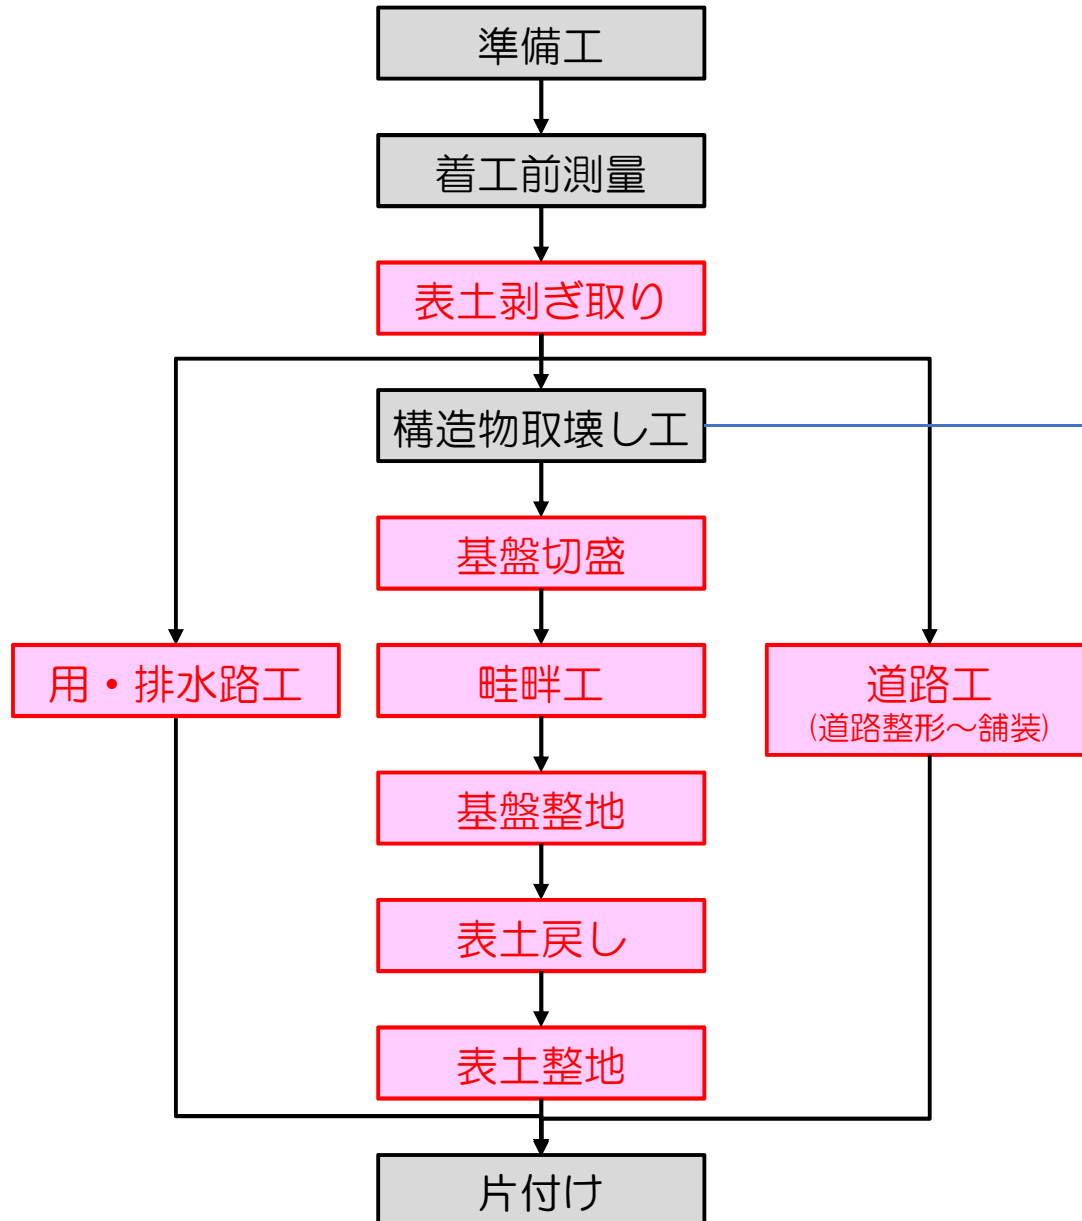 準備工
着工前測量
表土剥ぎ取り
構造物取壊し工
基盤切盛
用・排水路工
畦畔工
道路工
(道路整形～舗装)
基盤整地
表土戻し
表土整地
片付け